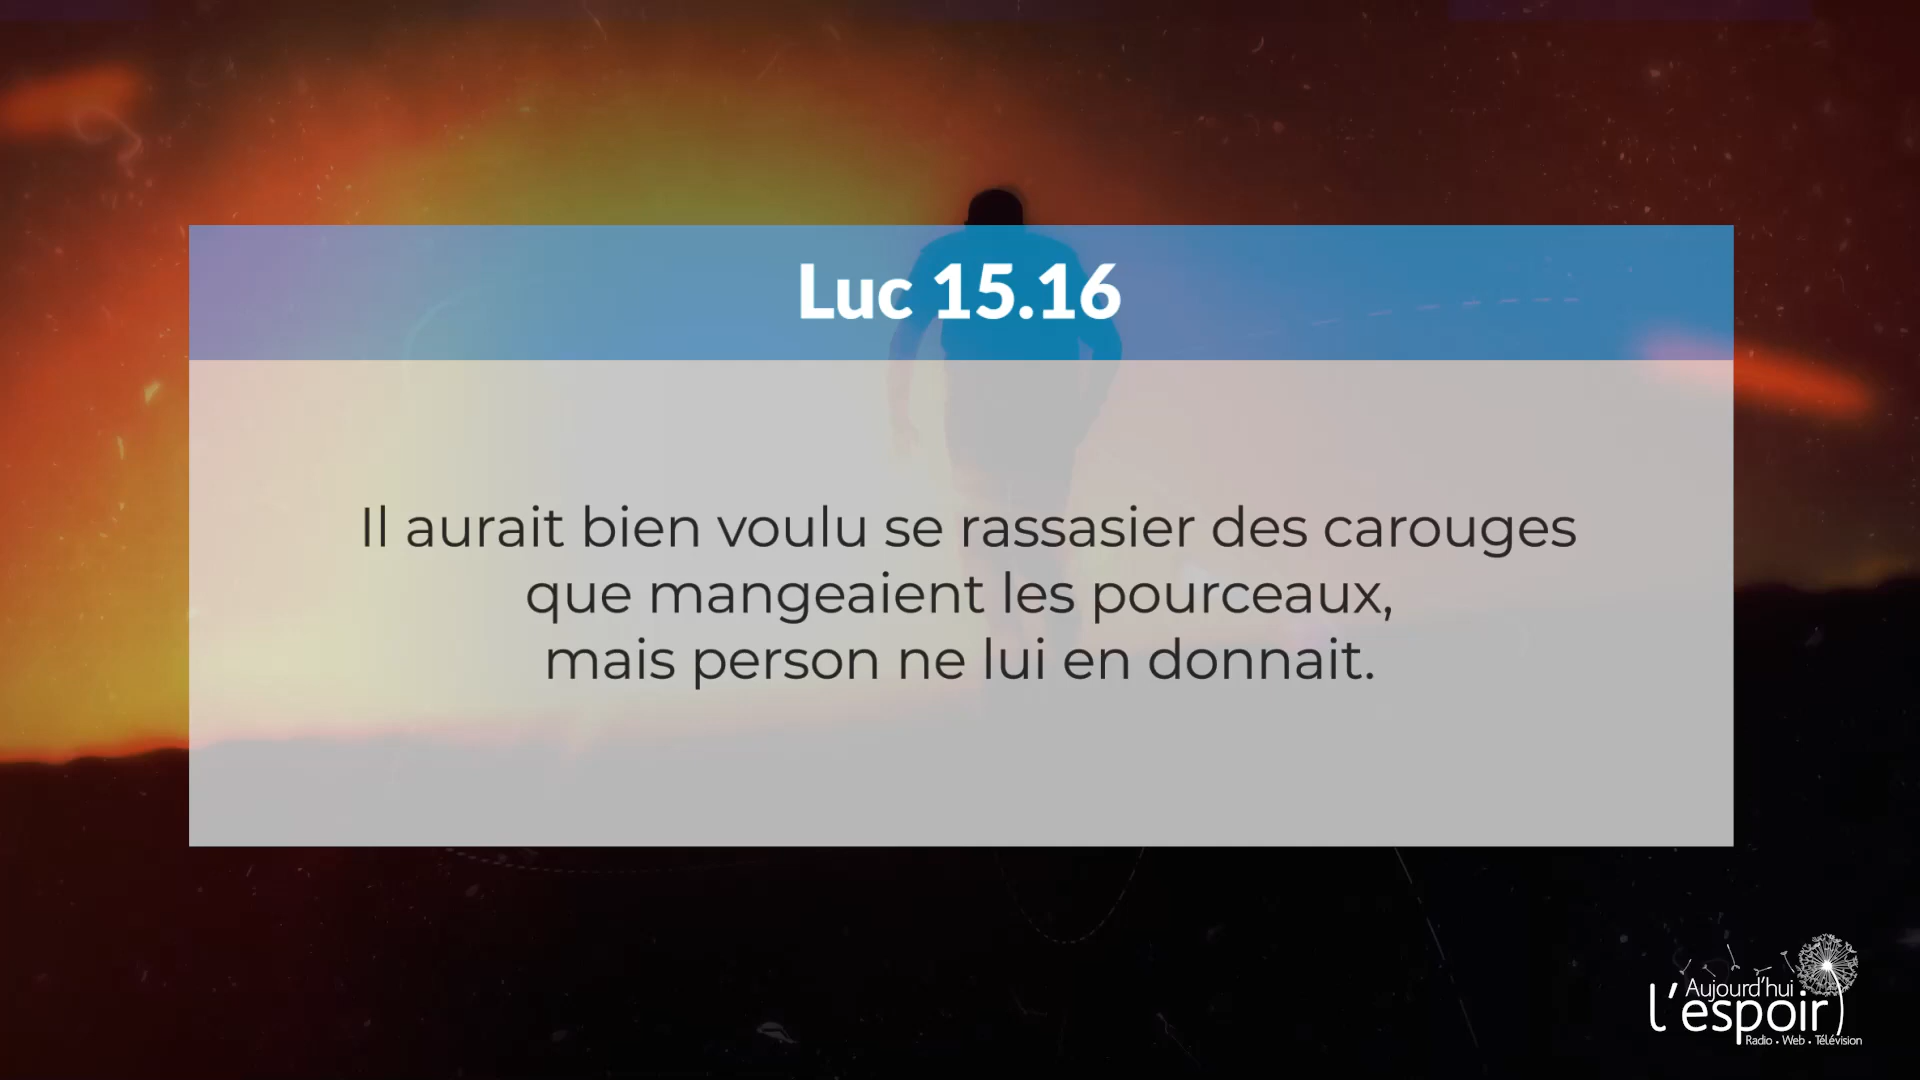 Luc 15.16
Il aurait bien voulu se rassasier des carouges
que mangeaient les pourceaux,
mais person ne lui en donnait.
Aujourd'hui
l'espoir
Radio • Web • Télévision